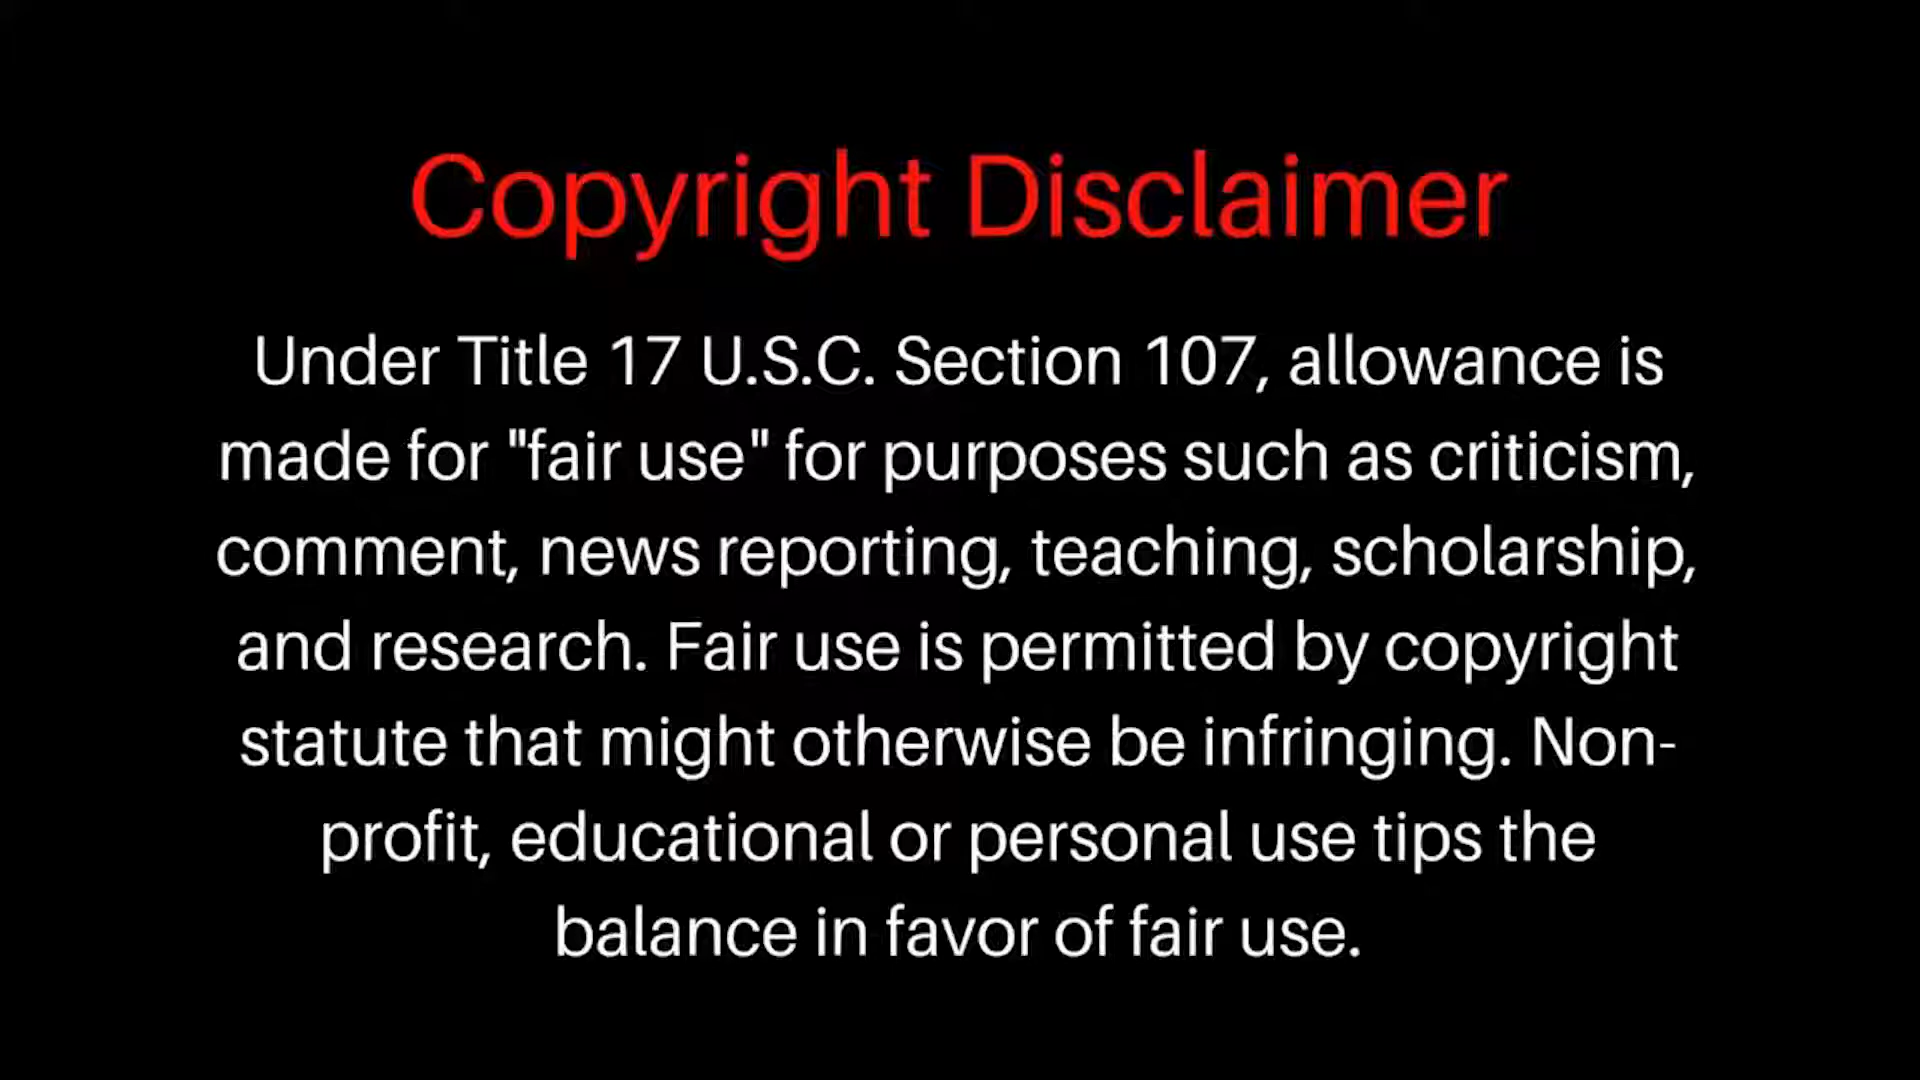 Copyright Disclaimer
Under Title 17 U.S.C. Section 107, allowance is
made for "fair use" for purposes such as criticism,
comment, news reporting, teaching, scholarship,
and research. Fair use is permitted by copyright
statute that might otherwise be infringing. Non-
profit, educational or personal use tips the
balance in favor of fair use.